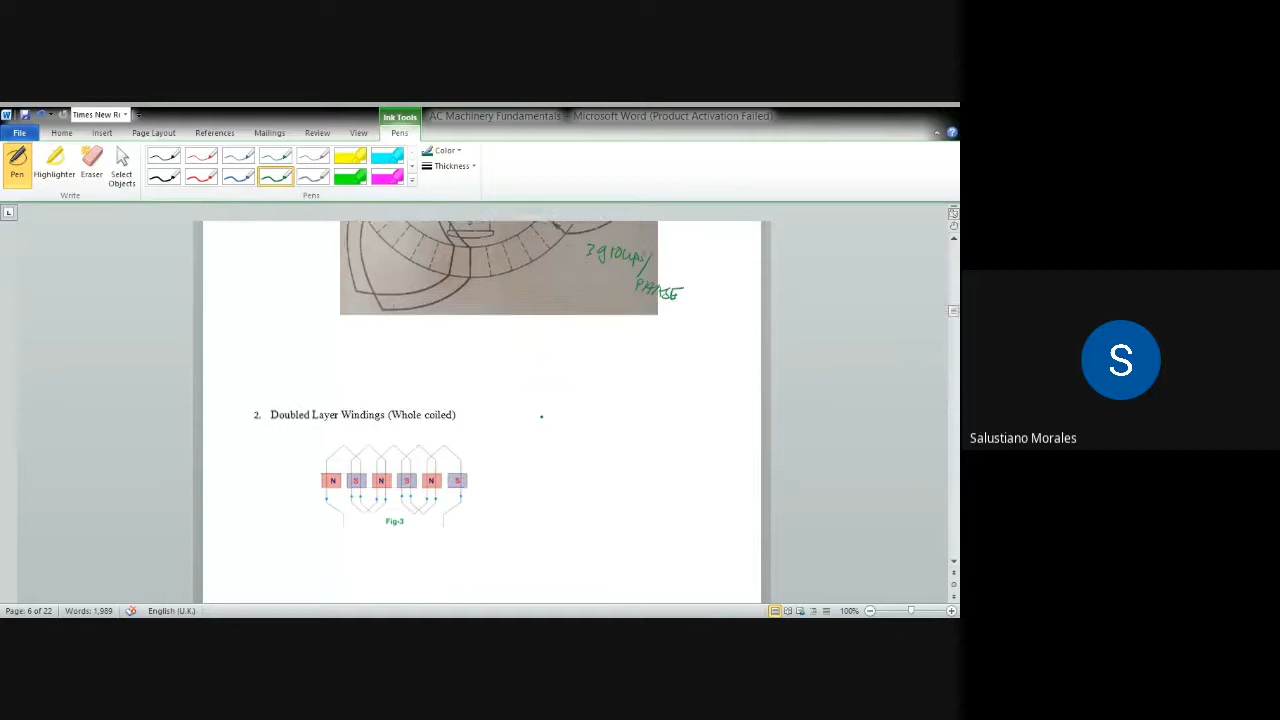 Times New Ro
Ink Tools
AC Machinery Fundamentals - Microsoft Word (Product Activation Failed)
File Home Insert Page Layout References Mailings Review View Pens
Pen Highlighter Eraser Select Objects
Color
Thickness
Write Pens
3 groups/
PHASE
2. Doubled Layer Windings (Whole coiled)
N S N S N S
Fig-3
Page: 6 of 22 Words: 1,989 English (U.K.) 100%
S
Salustiano Morales